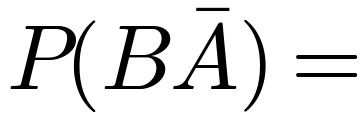 P(BĀ) =